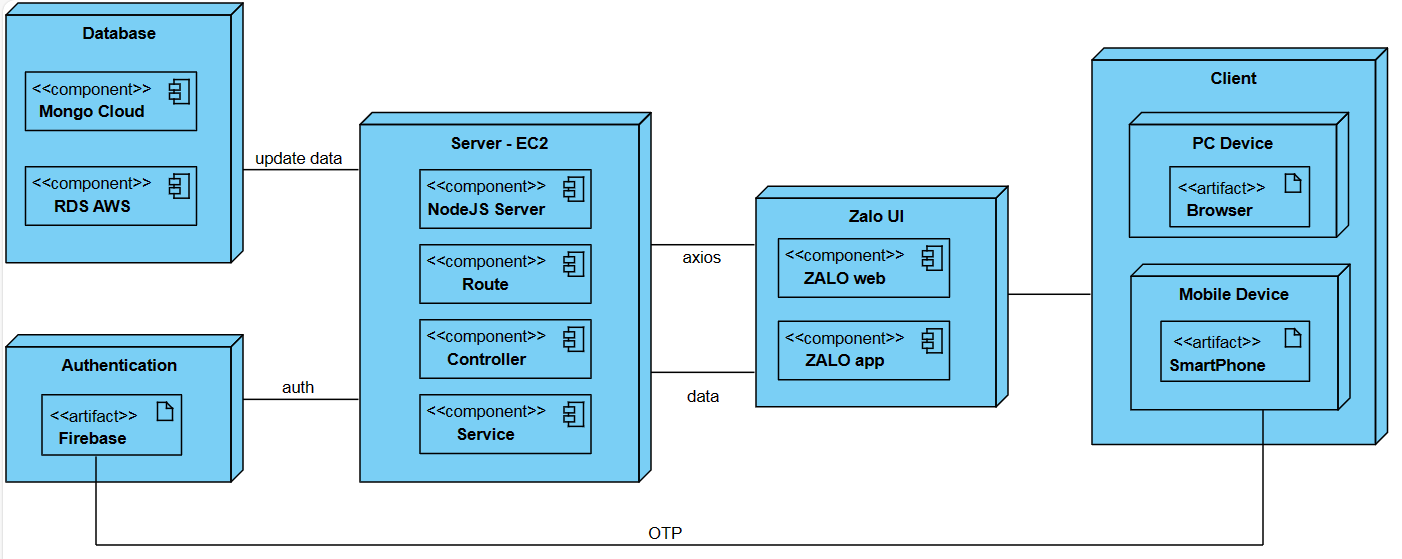 Database
<<component>>
Mongo Cloud
<<component>>
RDS AWS
update data
Authentication
<<artifact>>
Firebase
auth
Server - EC2
<<component>>
NodeJS Server
<<component>>
Route
<<component>>
Controller
<<component>>
Service
axios
data
Zalo UI
<<component>>
ZALO web
<<component>>
ZALO app
Client
PC Device
<<artifact>>
Browser
Mobile Device
<<artifact>>
SmartPhone
OTP